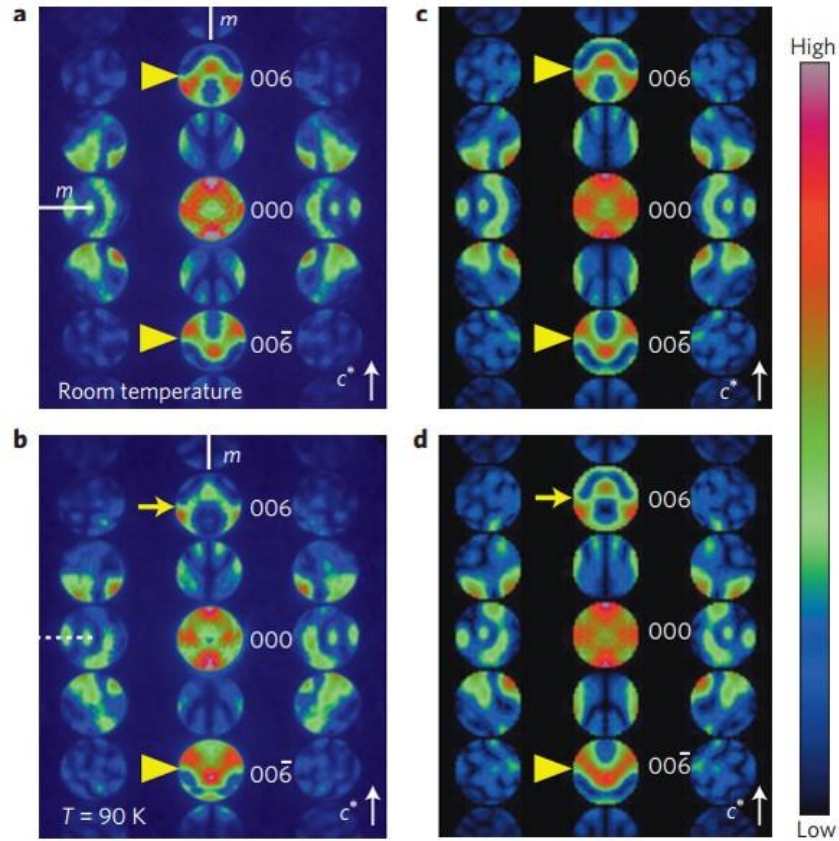 a
m
006
m
000
006̅
Room temperature
c*
b
m
006
000
006̅
T = 90 K
c*
c
006
000
006̅
c*
d
006
000
006̅
c*
High
Low